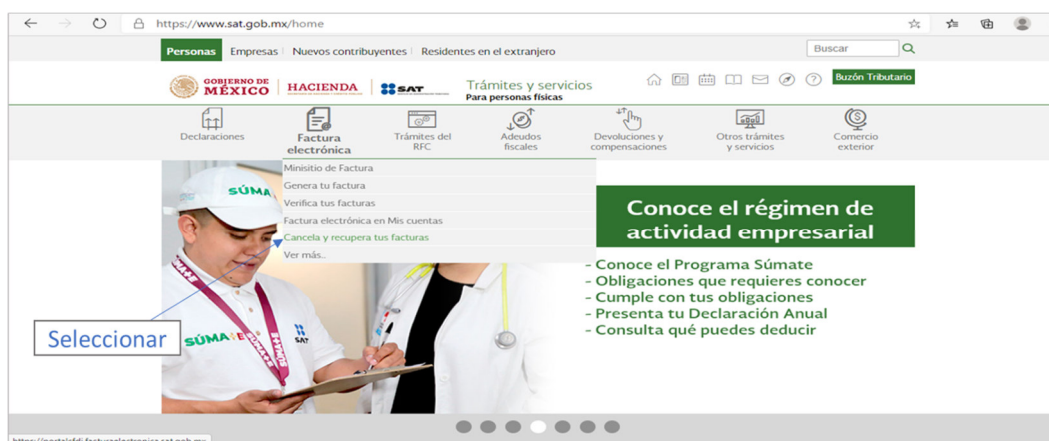 https://www.sat.gob.mx/home
Personas Empresas Nuevos contribuyentes Residentes en el extranjero Buscar
GOBIERNO DE MÉXICO HACIENDA SAT Trámites y servicios Buzón Tributario
Para personas físicas
Declaraciones Factura electrónica Trámites del RFC Adeudos fiscales Devoluciones y compensaciones Otros trámites y servicios Comercio exterior
Minisitio de Factura
Genera tu factura
Verifica tus facturas
Factura electrónica en Mis cuentas
Cancela y recupera tus facturas
Ver más..
Conoce el régimen de
actividad empresarial
- Conoce el Programa Súmate
- Obligaciones que requieres conocer
- Cumple con tus obligaciones
- Presenta tu Declaración Anual
- Consulta qué puedes deducir
Seleccionar
SÚMA
SÚMA
SAT